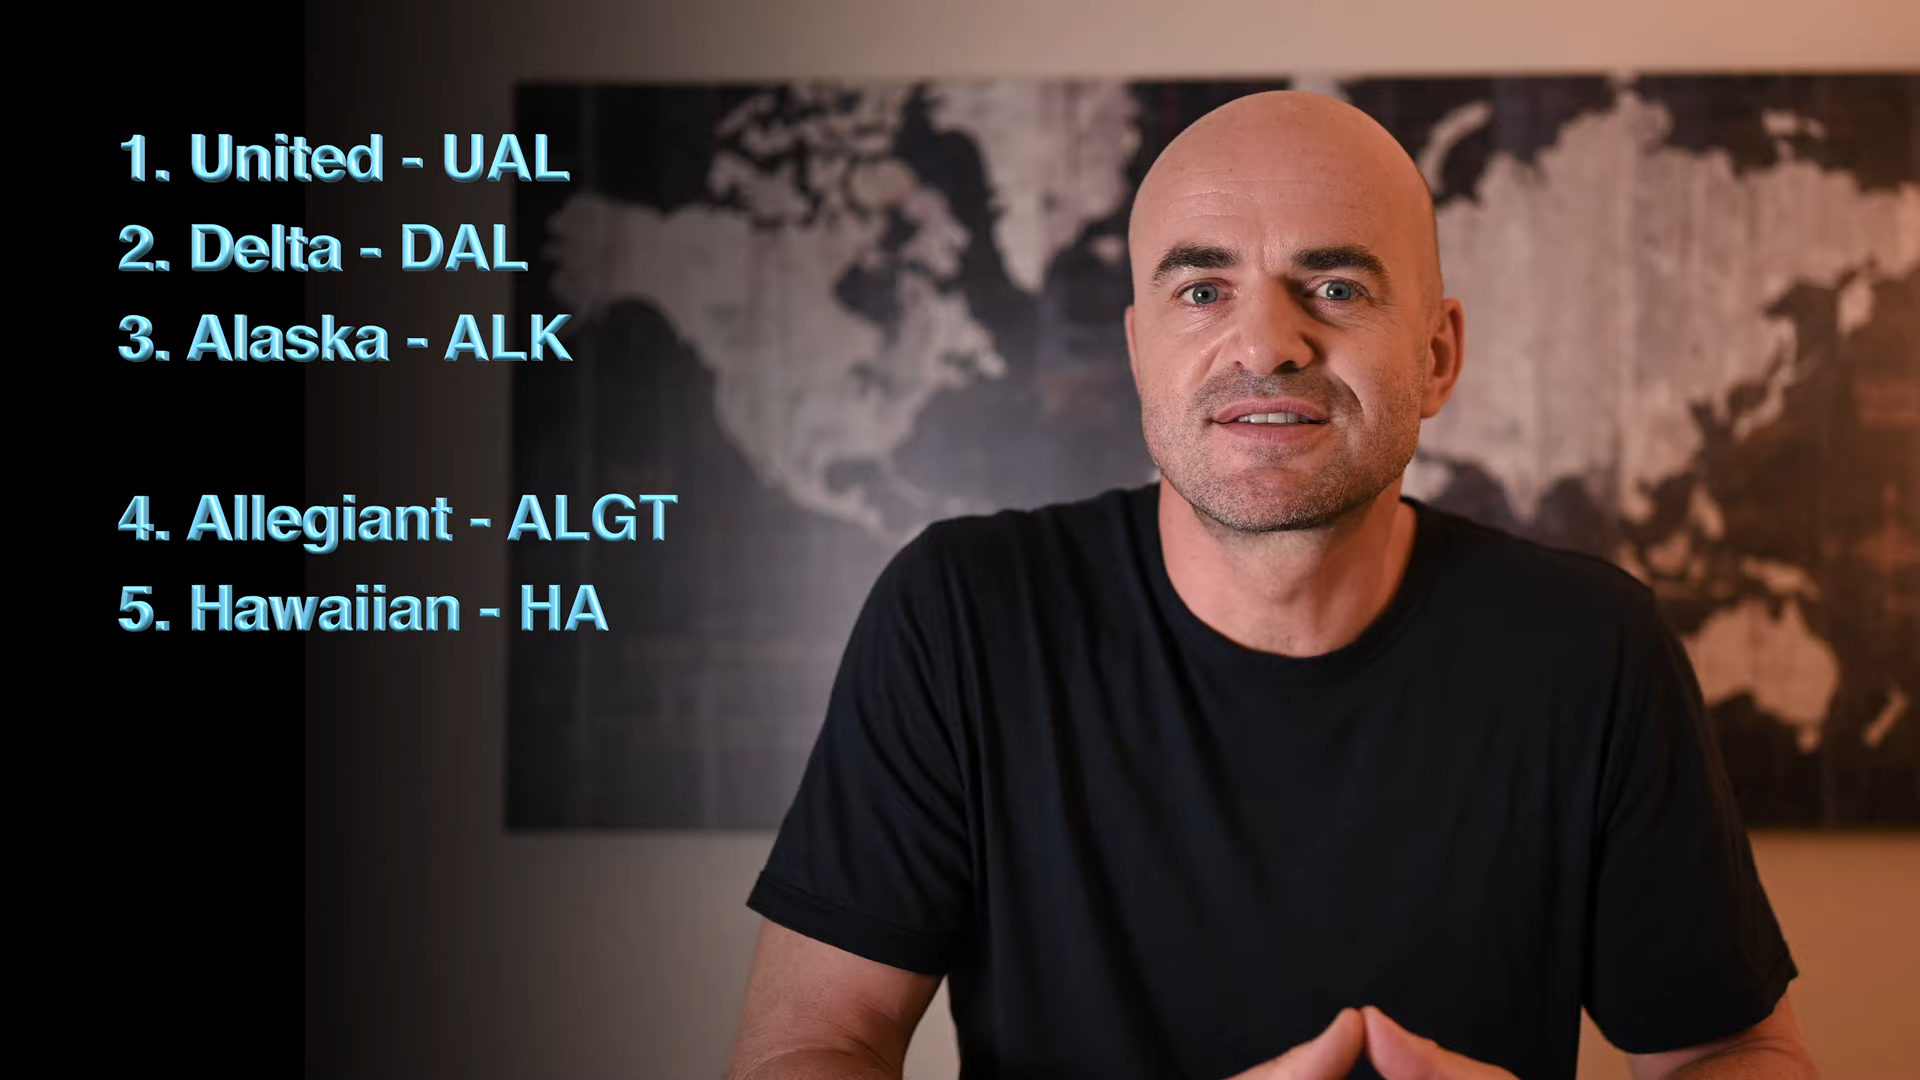 1. United - UAL
2. Delta - DAL
3. Alaska - ALK
4. Allegiant - ALGT
5. Hawaiian - HA